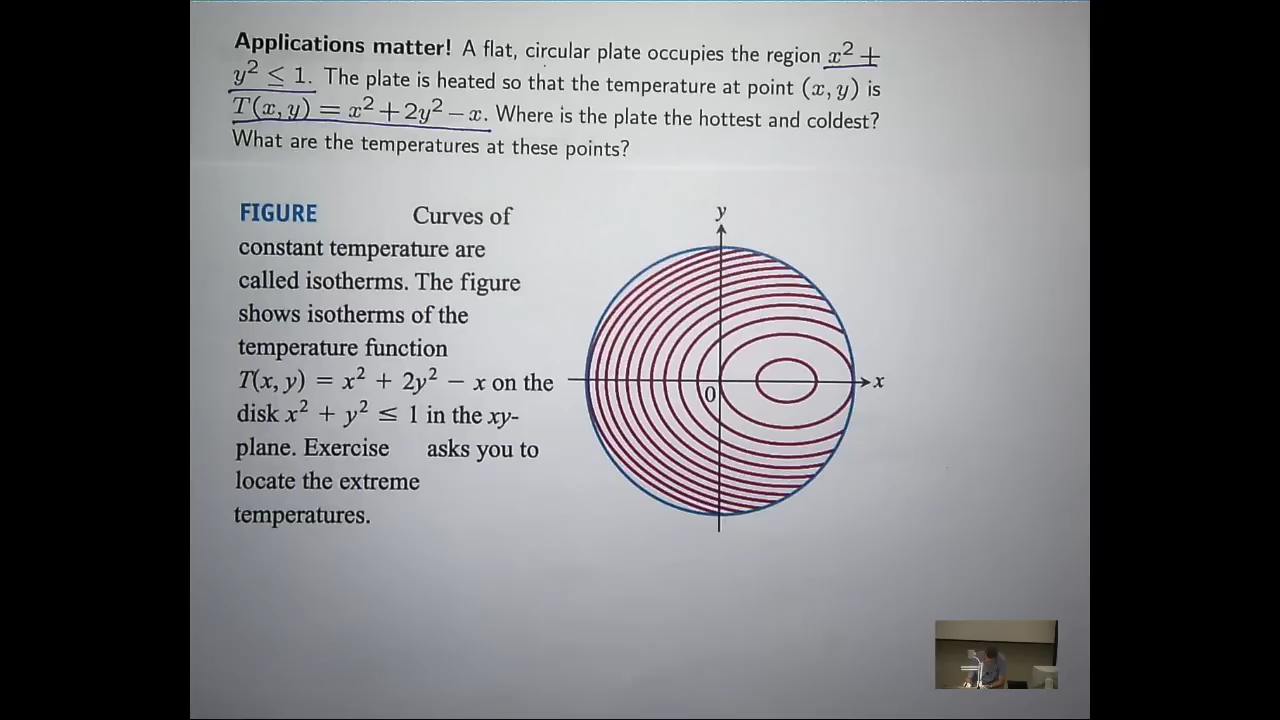 Applications matter! A flat, circular plate occupies the region x² +
y² ≤ 1. The plate is heated so that the temperature at point (x, y) is
T(x, y) = x² + 2y² − x. Where is the plate the hottest and coldest?
What are the temperatures at these points?
FIGURE Curves of
constant temperature are
called isotherms. The figure
shows isotherms of the
temperature function
T(x, y) = x² + 2y² − x on the
disk x² + y² ≤ 1 in the xy-
plane. Exercise asks you to
locate the extreme
temperatures.
y
0
x